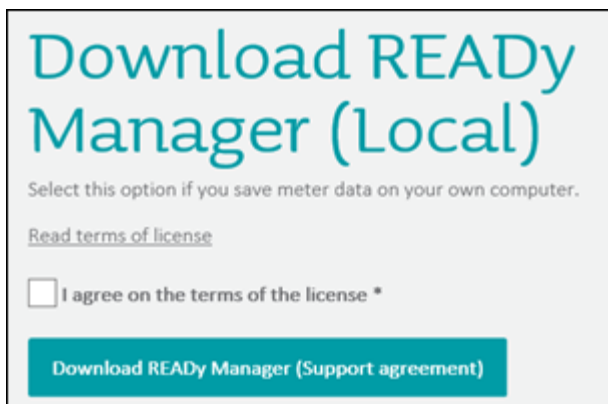 Download READy
Manager (Local)
Select this option if you save meter data on your own computer.
Read terms of license
I agree on the terms of the license *
Download READy Manager (Support agreement)